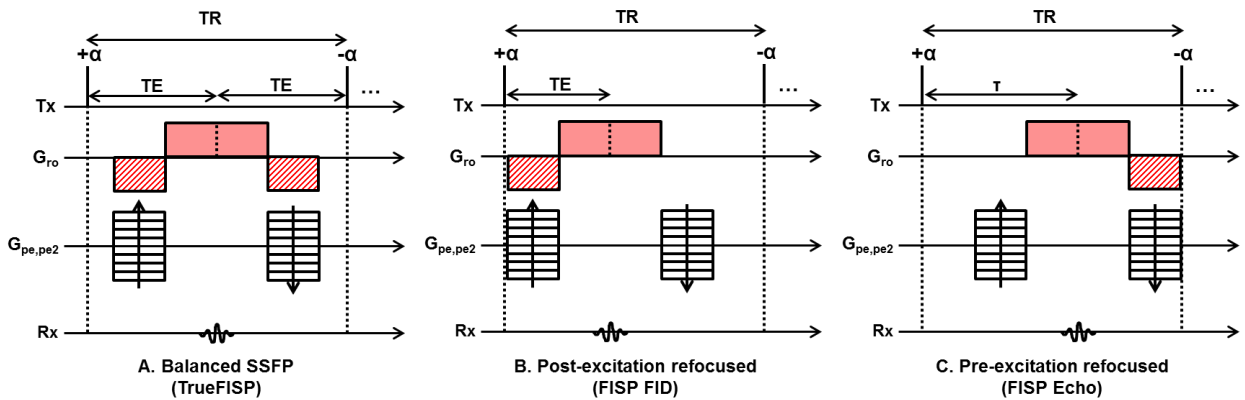 TR
+α
-α
TE
TE
...
Tx
Gro
Gpe,pe2
Rx
A. Balanced SSFP
(TrueFISP)
TR
+α
-α
TE
...
Tx
Gro
Gpe,pe2
Rx
B. Post-excitation refocused
(FISP FID)
TR
+α
-α
τ
...
Tx
Gro
Gpe,pe2
Rx
C. Pre-excitation refocused
(FISP Echo)